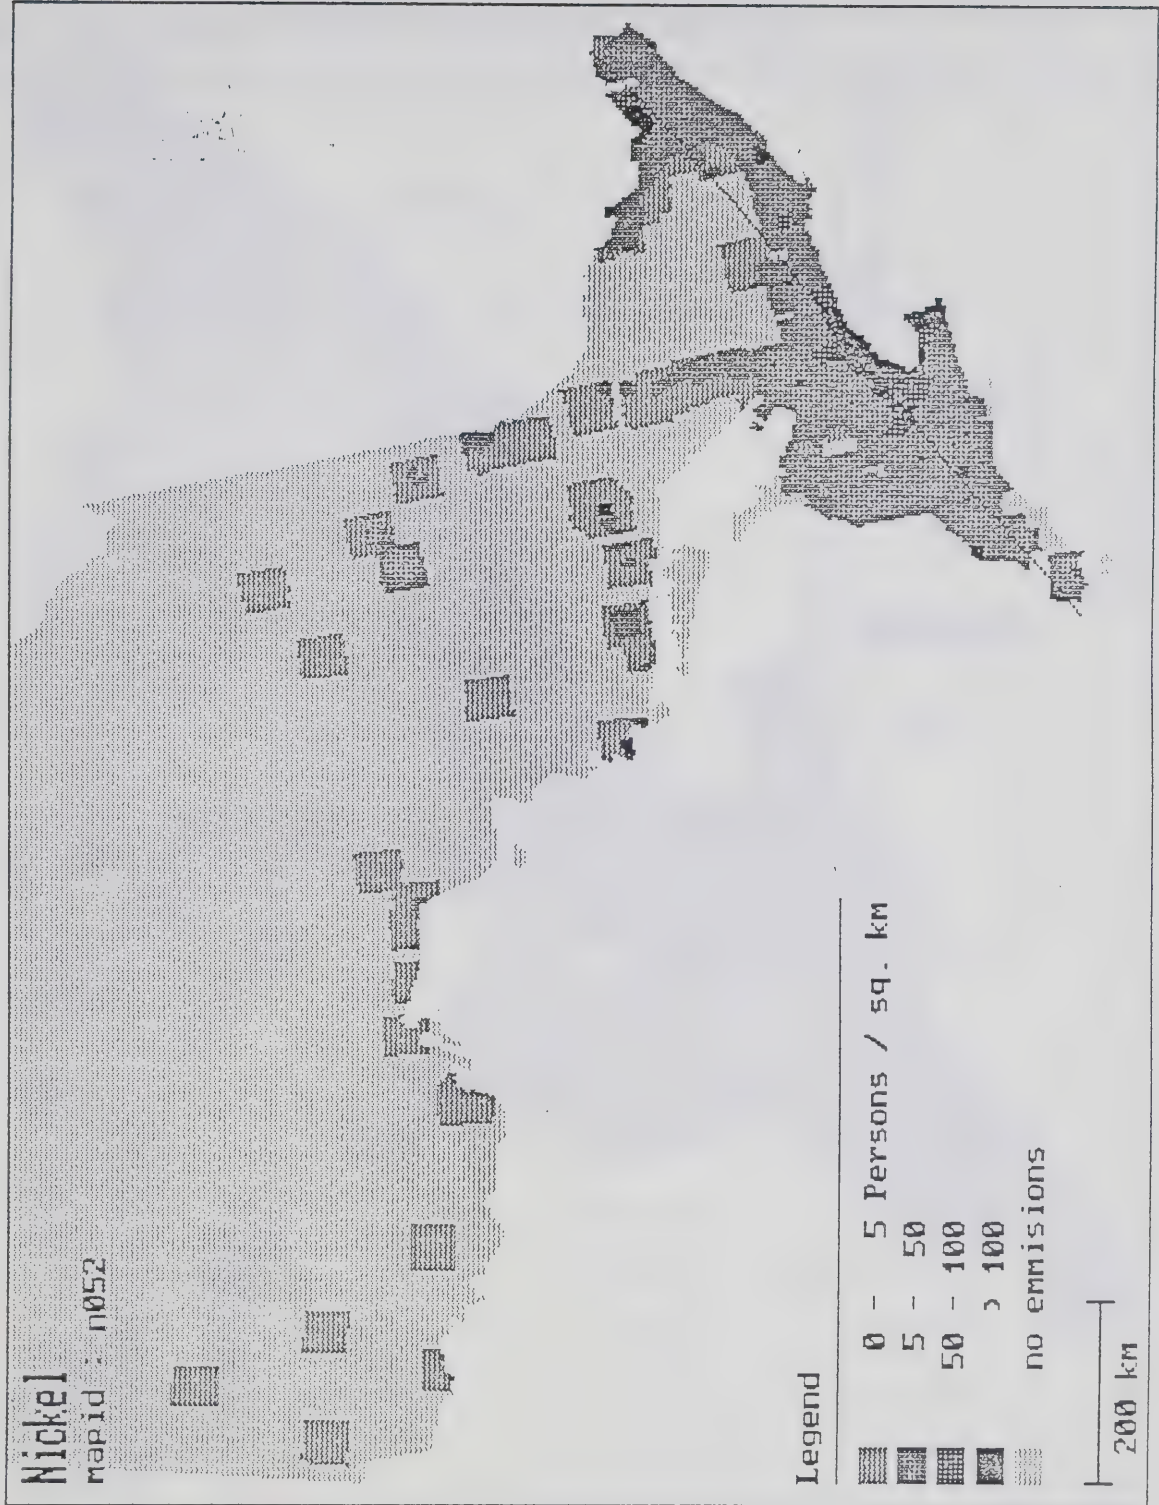 Nickel
mapid : n052
Legend
0 - 5 Persons / sq. km
5 - 50
50 - 100
> 100
no emmisions
200 km